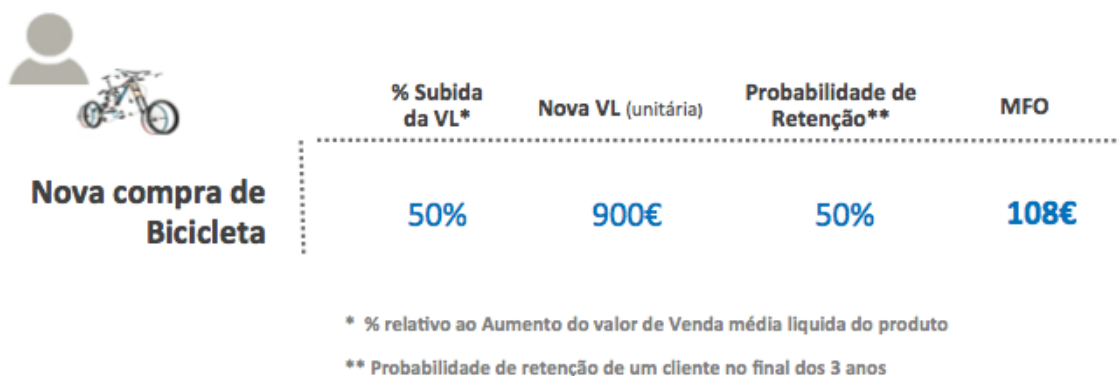 % Subida da VL* Nova VL (unitária) Probabilidade de Retenção** MFO
Nova compra de Bicicleta 50% 900€ 50% 108€
* % relativo ao Aumento do valor de Venda média liquida do produto
** Probabilidade de retenção de um cliente no final dos 3 anos